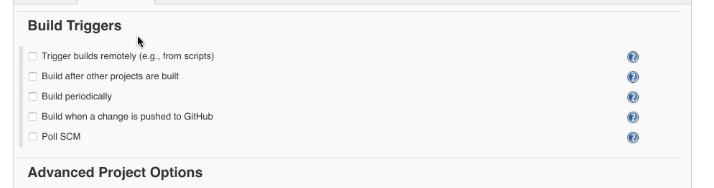 Build Triggers
Trigger builds remotely (e.g., from scripts)
Build after other projects are built
Build periodically
Build when a change is pushed to GitHub
Poll SCM
Advanced Project Options